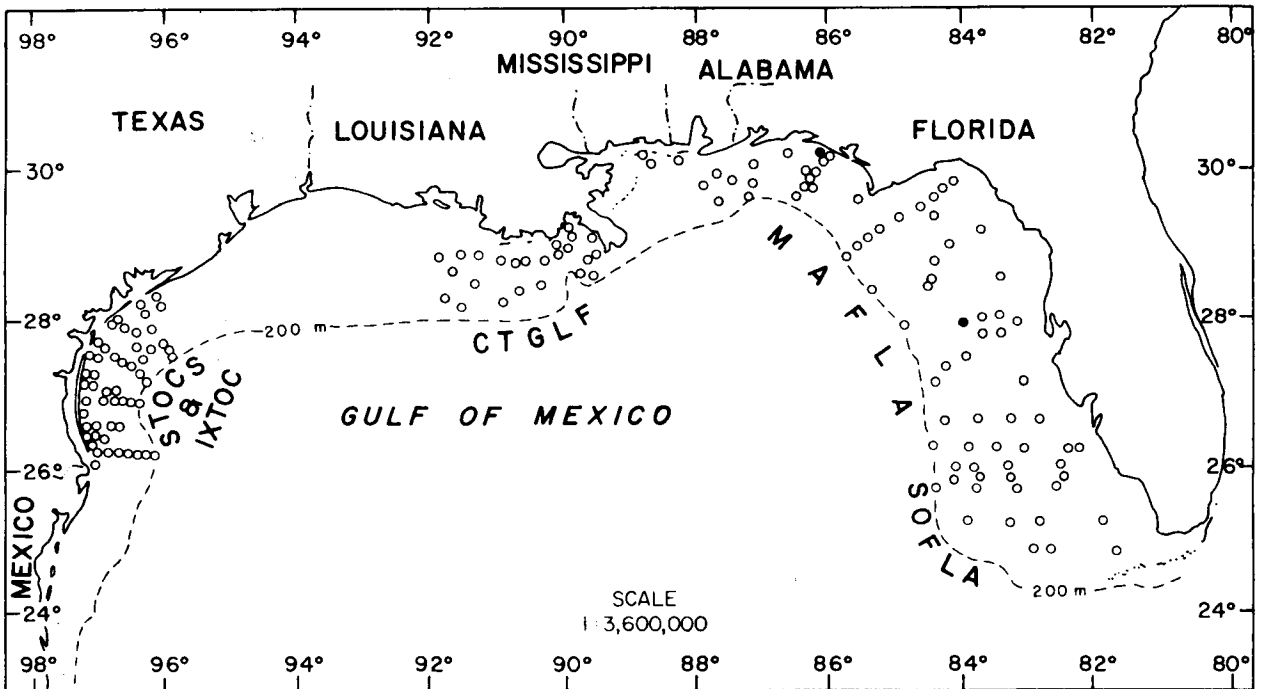 98° 96° 94° 92° 90° 88° 86° 84° 82° 80°
MISSISSIPPI ALABAMA
TEXAS LOUISIANA FLORIDA
30° 30°
28° 28°
200 m
CTGLF
MAFLA
STOCS
&
IXTOC
GULF OF MEXICO
26° 26°
SOFLA
MEXICO
200 m
24° 24°
SCALE
1:3,600,000
98° 96° 94° 92° 90° 88° 86° 84° 82° 80°